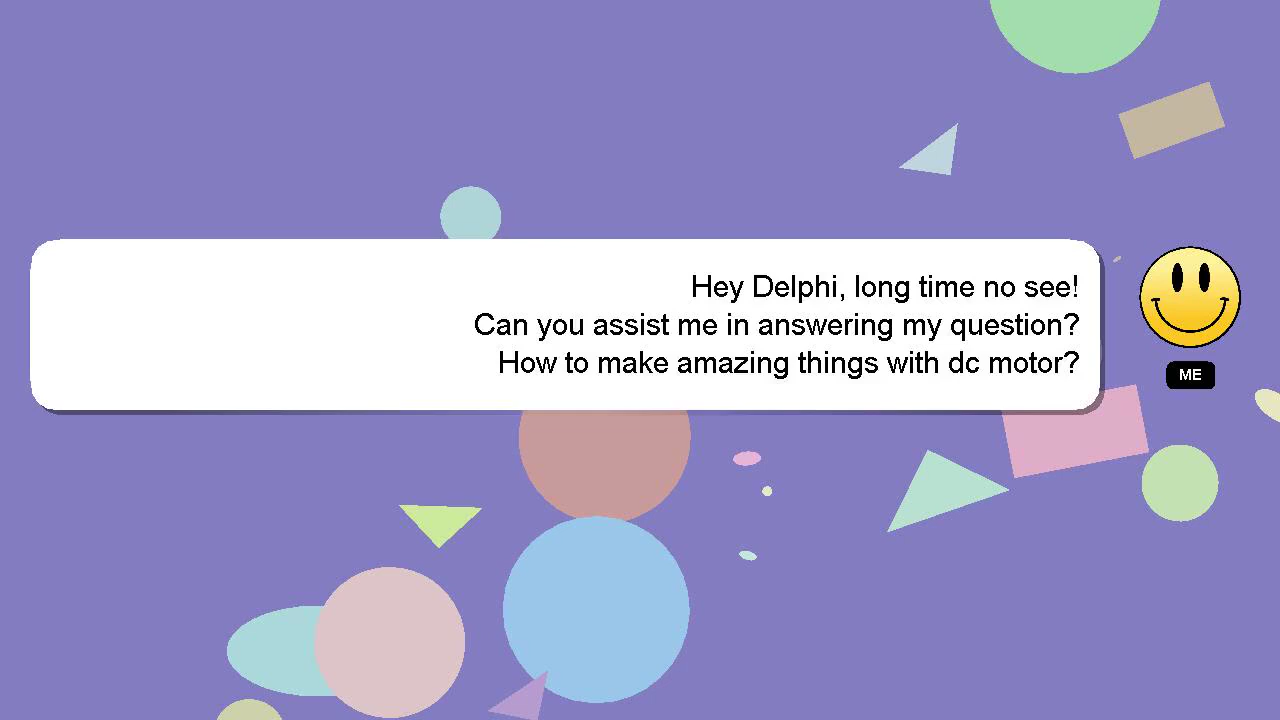 Hey Delphi, long time no see!
Can you assist me in answering my question?
How to make amazing things with dc motor?
ME